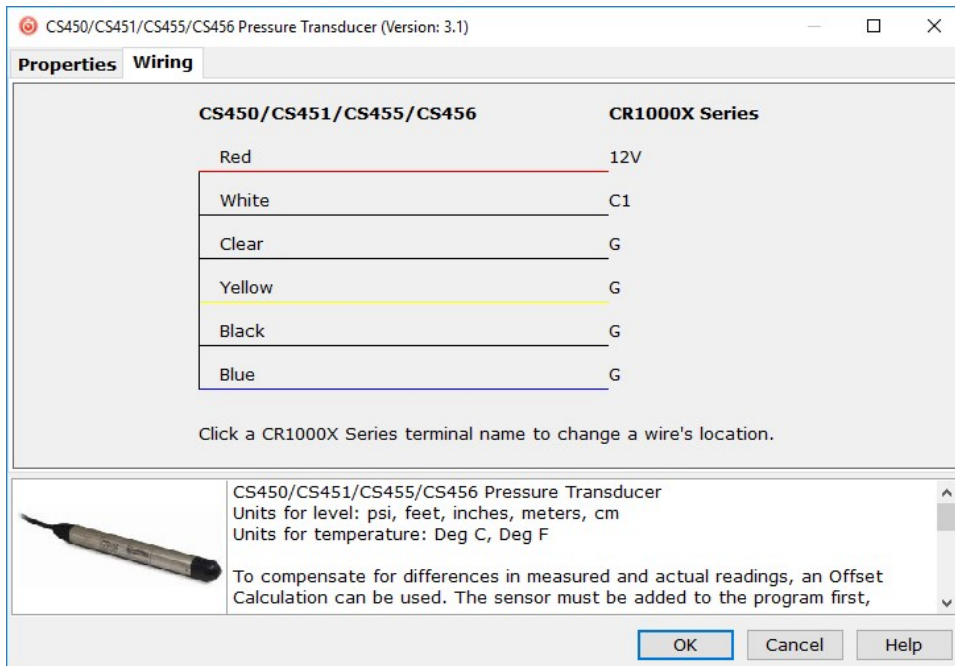 CS450/CS451/CS455/CS456 Pressure Transducer (Version: 3.1)
Properties Wiring
CS450/CS451/CS455/CS456 CR1000X Series
Red 12V
White C1
Clear G
Yellow G
Black G
Blue G
Click a CR1000X Series terminal name to change a wire's location.
CS450/CS451/CS455/CS456 Pressure Transducer
Units for level: psi, feet, inches, meters, cm
Units for temperature: Deg C, Deg F
To compensate for differences in measured and actual readings, an Offset
Calculation can be used. The sensor must be added to the program first,
OK Cancel Help